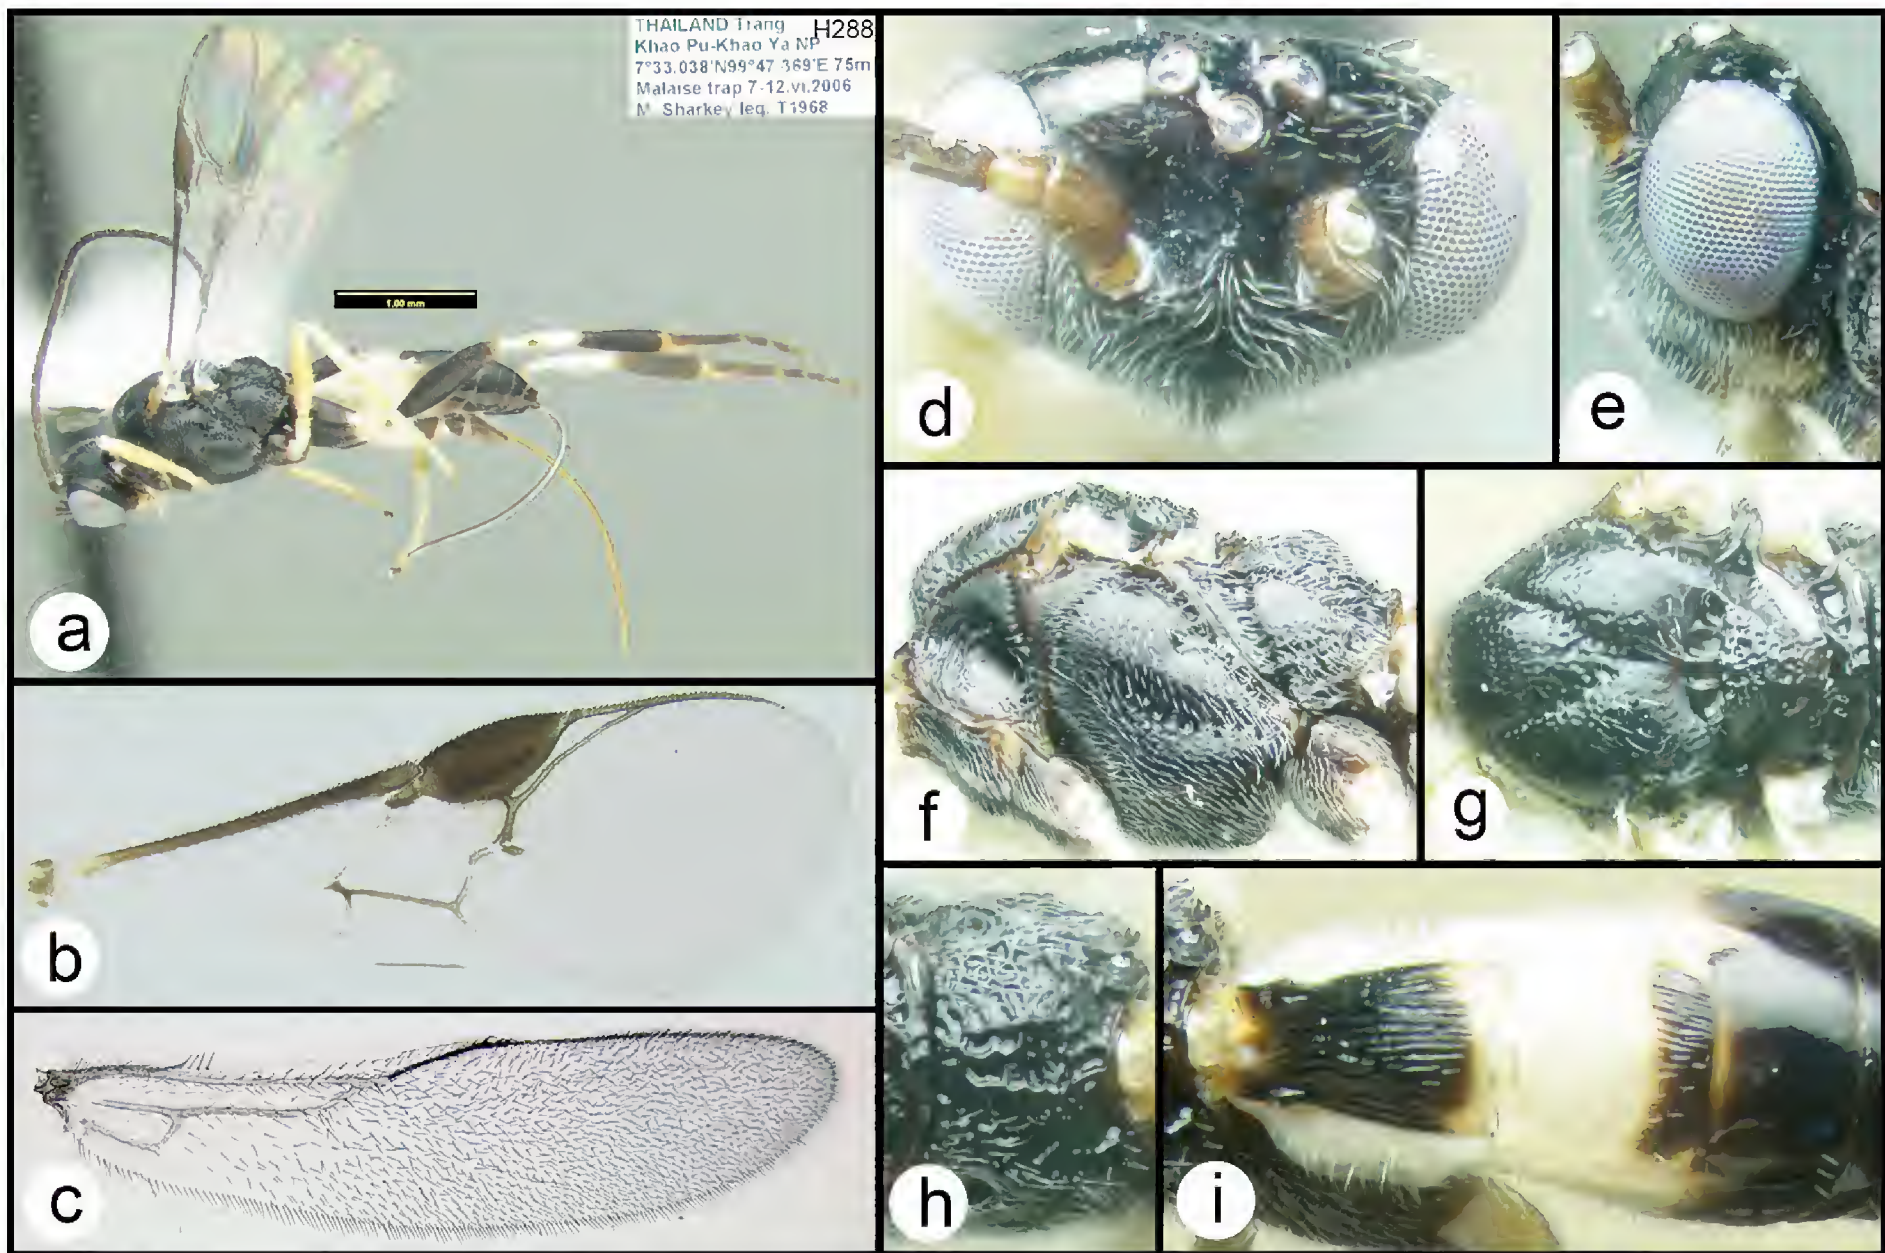 THAILAND Trang H288
Khao Pu-Khao Ya NP
7°33.038'N99°47.369'E 75m
Malaise trap 7-12.vi.2006
M. Sharkey leg. T1968
1.00 mm
a
b
c
d
e
f
g
h
i